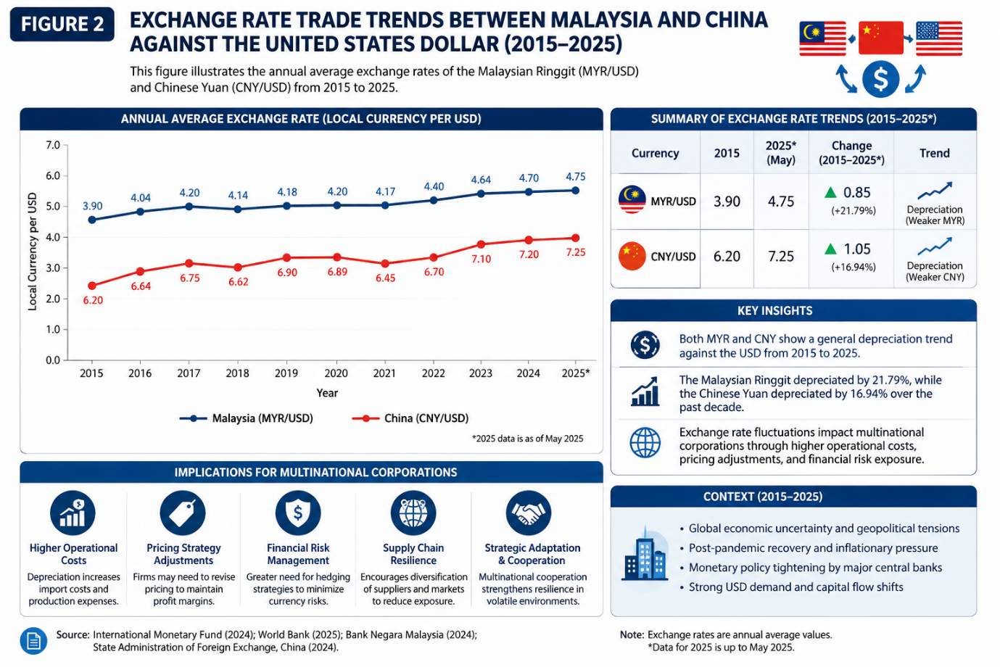 FIGURE 2
EXCHANGE RATE TRADE TRENDS BETWEEN MALAYSIA AND CHINA
AGAINST THE UNITED STATES DOLLAR (2015–2025)
This figure illustrates the annual average exchange rates of the Malaysian Ringgit (MYR/USD)
and Chinese Yuan (CNY/USD) from 2015 to 2025.
$
ANNUAL AVERAGE EXCHANGE RATE (LOCAL CURRENCY PER USD)
Local Currency per USD
7.0
6.0
5.0
4.0
3.0
2.0
1.0
0.0
3.90 4.04 4.20 4.14 4.18 4.20 4.17 4.40 4.64 4.70 4.75
6.20 6.64 6.75 6.62 6.90 6.89 6.45 6.70 7.10 7.20 7.25
2015 2016 2017 2018 2019 2020 2021 2022 2023 2024 2025*
Year
Malaysia (MYR/USD) China (CNY/USD)
*2025 data is as of May 2025
SUMMARY OF EXCHANGE RATE TRENDS (2015–2025*)
Currency 2015 2025* (May) Change (2015–2025*) Trend
MYR/USD 3.90 4.75 ▲ 0.85
(+21.79%)
Depreciation
(Weaker MYR)
CNY/USD 6.20 7.25 ▲ 1.05
(+16.94%)
Depreciation
(Weaker CNY)
KEY INSIGHTS
$
Both MYR and CNY show a general depreciation trend
against the USD from 2015 to 2025.
The Malaysian Ringgit depreciated by 21.79%, while
the Chinese Yuan depreciated by 16.94% over the
past decade.
Exchange rate fluctuations impact multinational
corporations through higher operational costs,
pricing adjustments, and financial risk exposure.
IMPLICATIONS FOR MULTINATIONAL CORPORATIONS
$
Higher Operational
Costs
Depreciation increases
import costs and
production expenses.
Pricing Strategy
Adjustments
Firms may need to revise
pricing to maintain
profit margins.
$
Financial Risk
Management
Greater need for hedging
strategies to minimize
currency risks.
Supply Chain
Resilience
Encourages diversification
of suppliers and markets
to reduce exposure.
Strategic Adaptation
& Cooperation
Multinational cooperation
strengthens resilience in
volatile environments.
CONTEXT (2015–2025)
• Global economic uncertainty and geopolitical tensions
• Post-pandemic recovery and inflationary pressure
• Monetary policy tightening by major central banks
• Strong USD demand and capital flow shifts
Source: International Monetary Fund (2024); World Bank (2025); Bank Negara Malaysia (2024);
State Administration of Foreign Exchange, China (2024).
Note: Exchange rates are annual average values.
*Data for 2025 is up to May 2025.